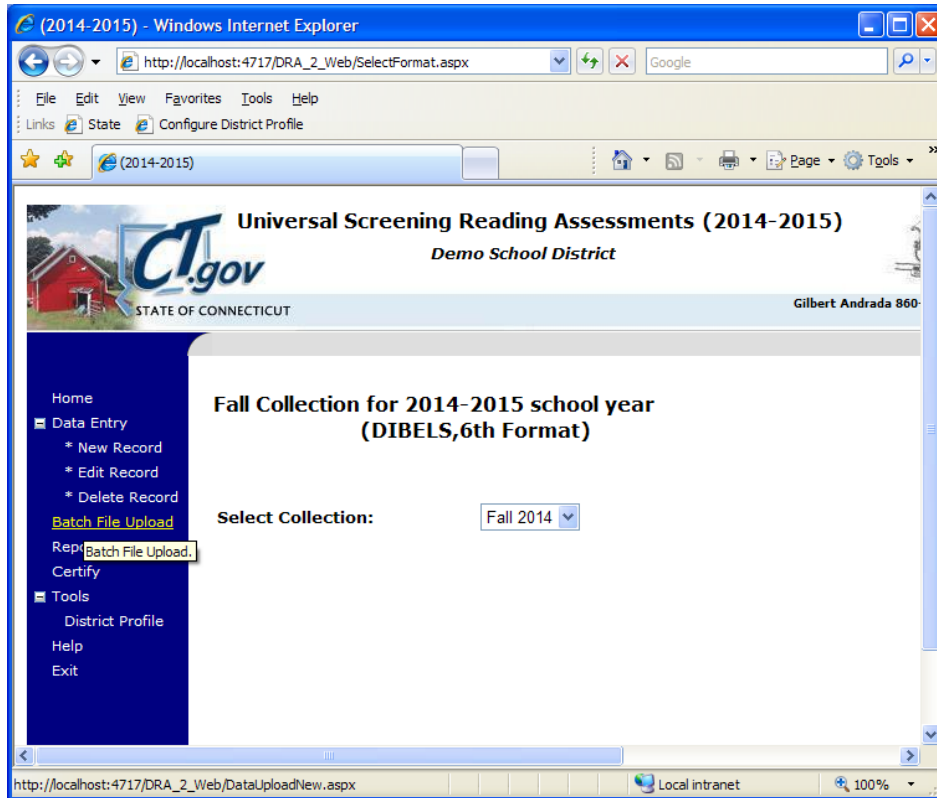 (2014-2015) - Windows Internet Explorer
http://localhost:4717/DRA_2_Web/SelectFormat.aspx
Google
File Edit View Favorites Tools Help
Links State Configure District Profile
(2014-2015)
Page Tools »
Universal Screening Reading Assessments (2014-2015)
Demo School District
CT.gov
STATE OF CONNECTICUT
Gilbert Andrada 860-
Home
Data Entry
* New Record
* Edit Record
* Delete Record
Batch File Upload
Repo
Batch File Upload.
Certify
Tools
District Profile
Help
Exit
Fall Collection for 2014-2015 school year
(DIBELS,6th Format)
Select Collection: Fall 2014
http://localhost:4717/DRA_2_Web/DataUploadNew.aspx
Local intranet
100%